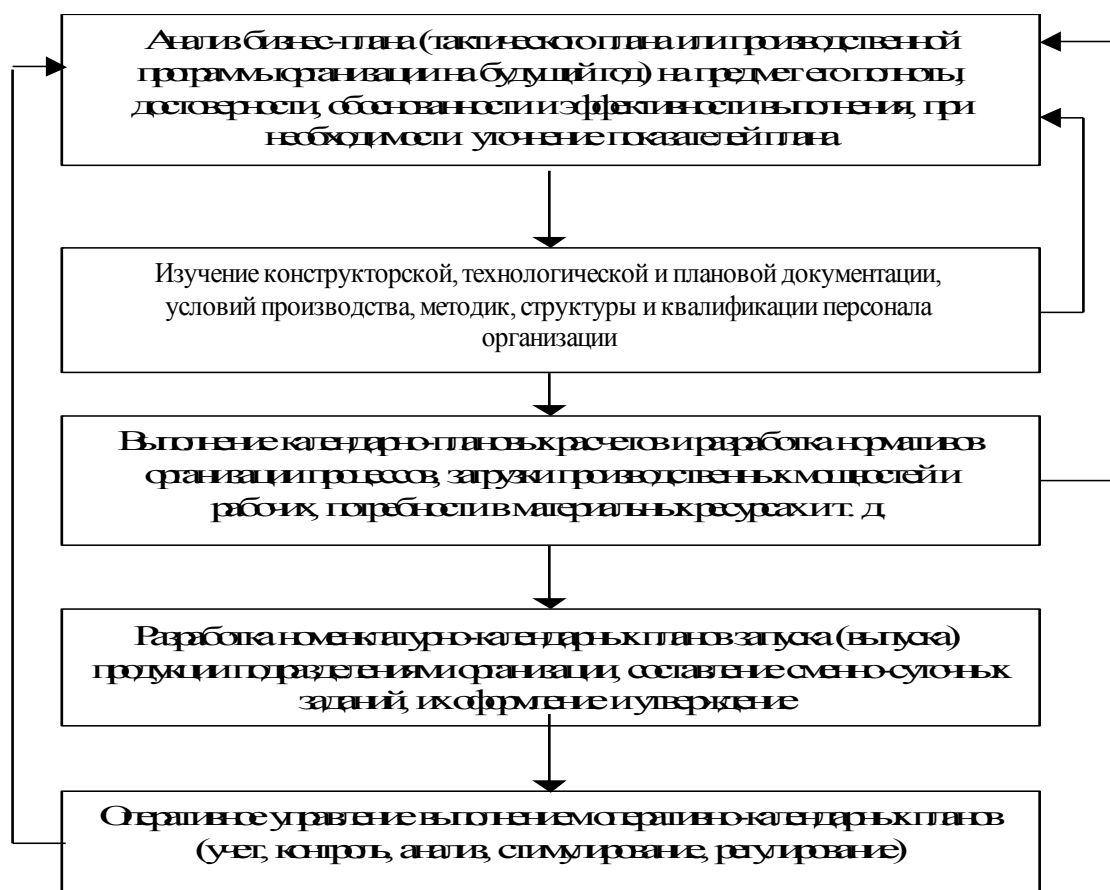 Анализ бизнес-плана (тактического плана или производственной
программы организации на будущий год) на предмет его полноты,
достоверности, обоснованности и эффективности выполнения, при
необходимости уточнение показателей плана
Изучение конструкторской, технологической и плановой документации,
условий производства, методик, структуры и квалификации персонала
организации
Выполнение календарно-плановых расчетов и разработка нормативов
организации процессов, загрузки производственных мощностей и
рабочих, потребности в материальных ресурсах и т. д.
Разработка номенклатурно-календарных планов запуска (выпуска)
продукции подразделениями организации, составление сменно-суточных
заданий, их оформление и утверждение
Оперативное управление выполнением оперативно-календарных планов
(учет, контроль, анализ, стимулирование, регулирование)